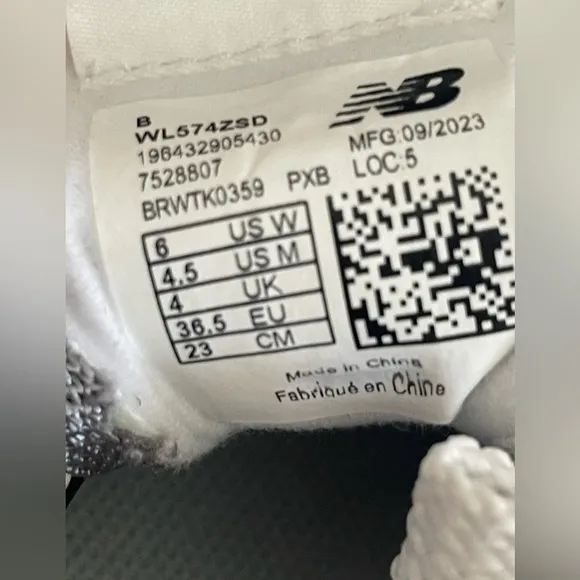 B
WL574ZSD
196432905430
7528807
BRWTK0359 PXB
NB
MFG:09/2023
LOC:5
6 US W
4.5 US M
4 UK
36.5 EU
23 CM
Made in China
Fabriqué en Chine